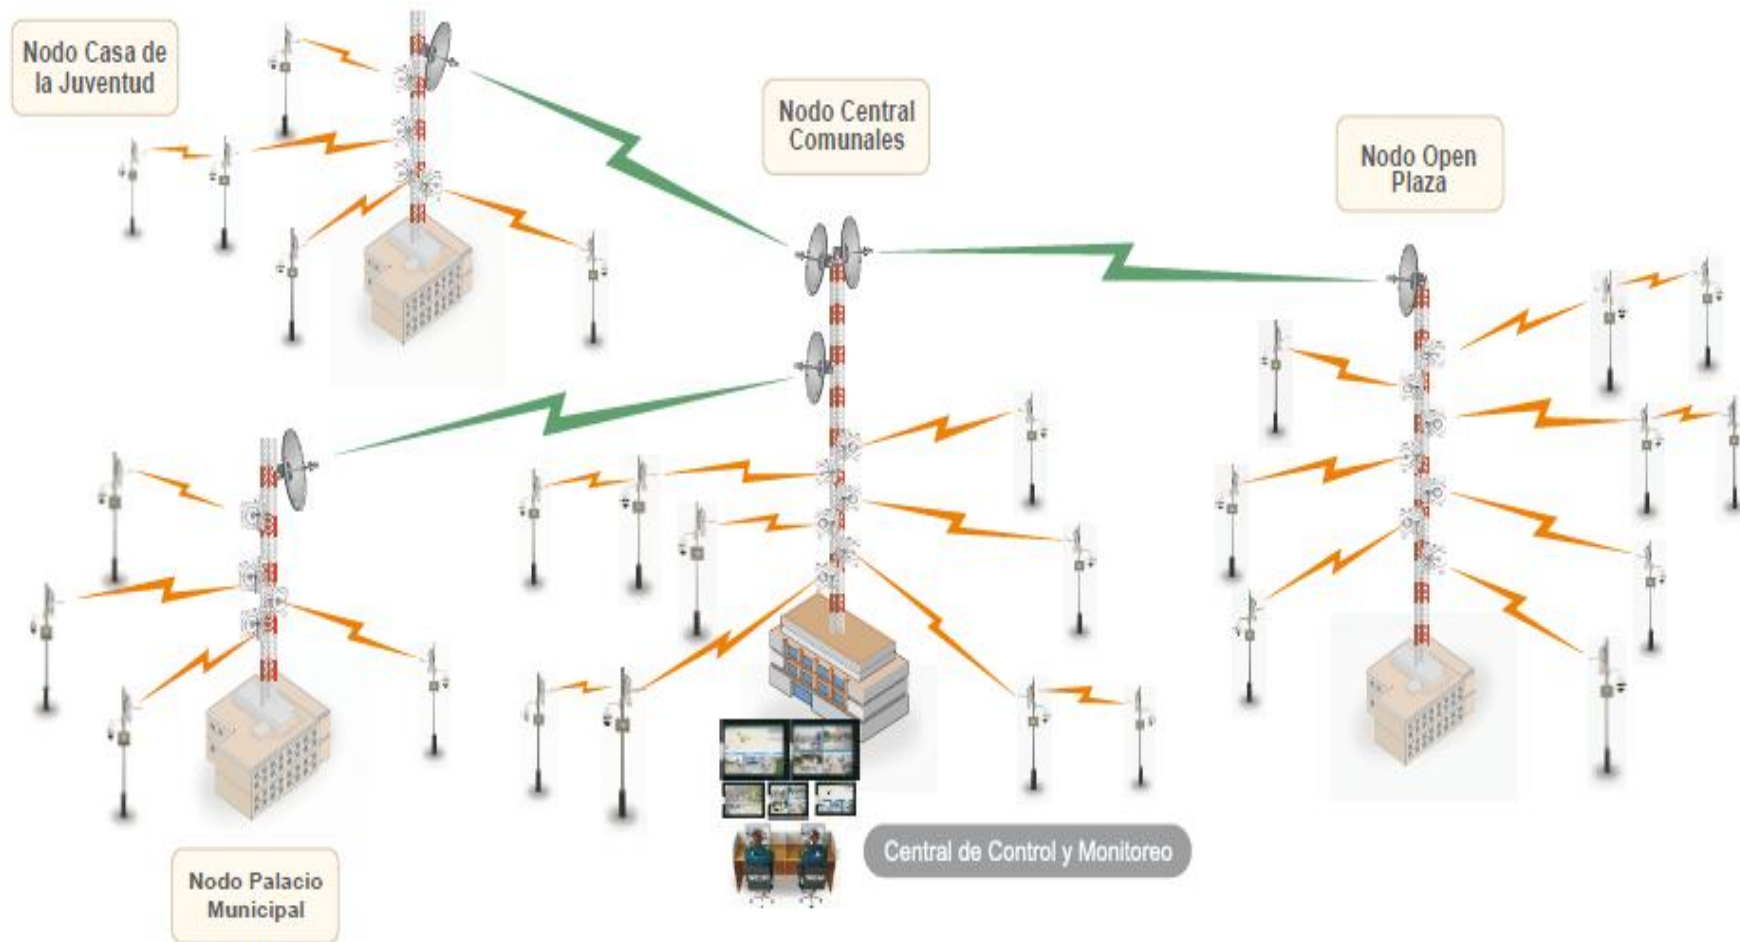 Nodo Casa de
la Juventud
Nodo Central
Comunales
Nodo Open
Plaza
Central de Control y Monitoreo
Nodo Palacio
Municipal